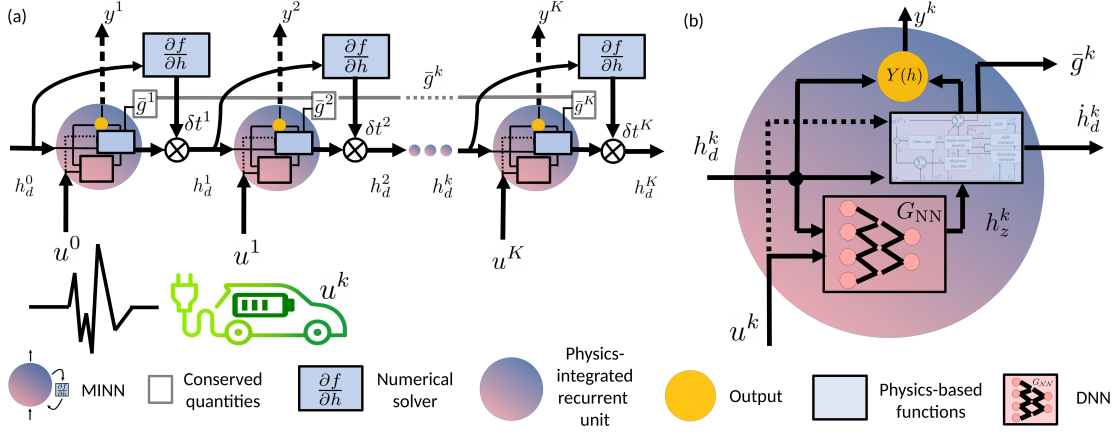 (a)
y^1
y^2
y^K
∂f/∂h
∂f/∂h
∂f/∂h
ḡ^k
ḡ^1
ḡ^2
ḡ^K
δt^1
δt^2
δt^K
h_d^0
h_d^1
h_d^2
h_d^k
h_d^K
u^0
u^1
u^K
u^k
(b)
y^k
Y(h)
ḡ^k
ḣ_d^k
h_d^k
G_NN
h_z^k
u^k
∂f/∂h
MINN
Conserved
quantities
∂f/∂h
Numerical
solver
Physics-
integrated
recurrent
unit
Output
Physics-based
functions
G_NN
DNN